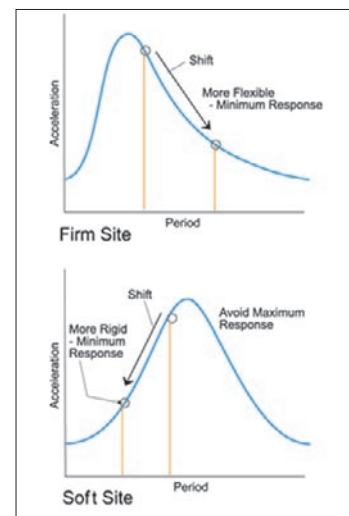 Acceleration
Shift
More Flexible
- Minimum Response
Period
Firm Site
Acceleration
Shift
More Rigid
- Minimum
Response
Avoid Maximum
Response
Period
Soft Site